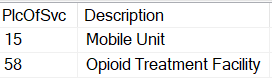 PlcOfSvc Description
15 Mobile Unit
58 Opioid Treatment Facility